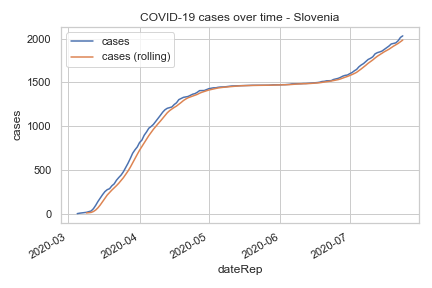 COVID-19 cases over time - Slovenia
cases
cases (rolling)
2000
1500
1000
500
0
cases
2020-03
2020-04
2020-05
2020-06
2020-07
dateRep